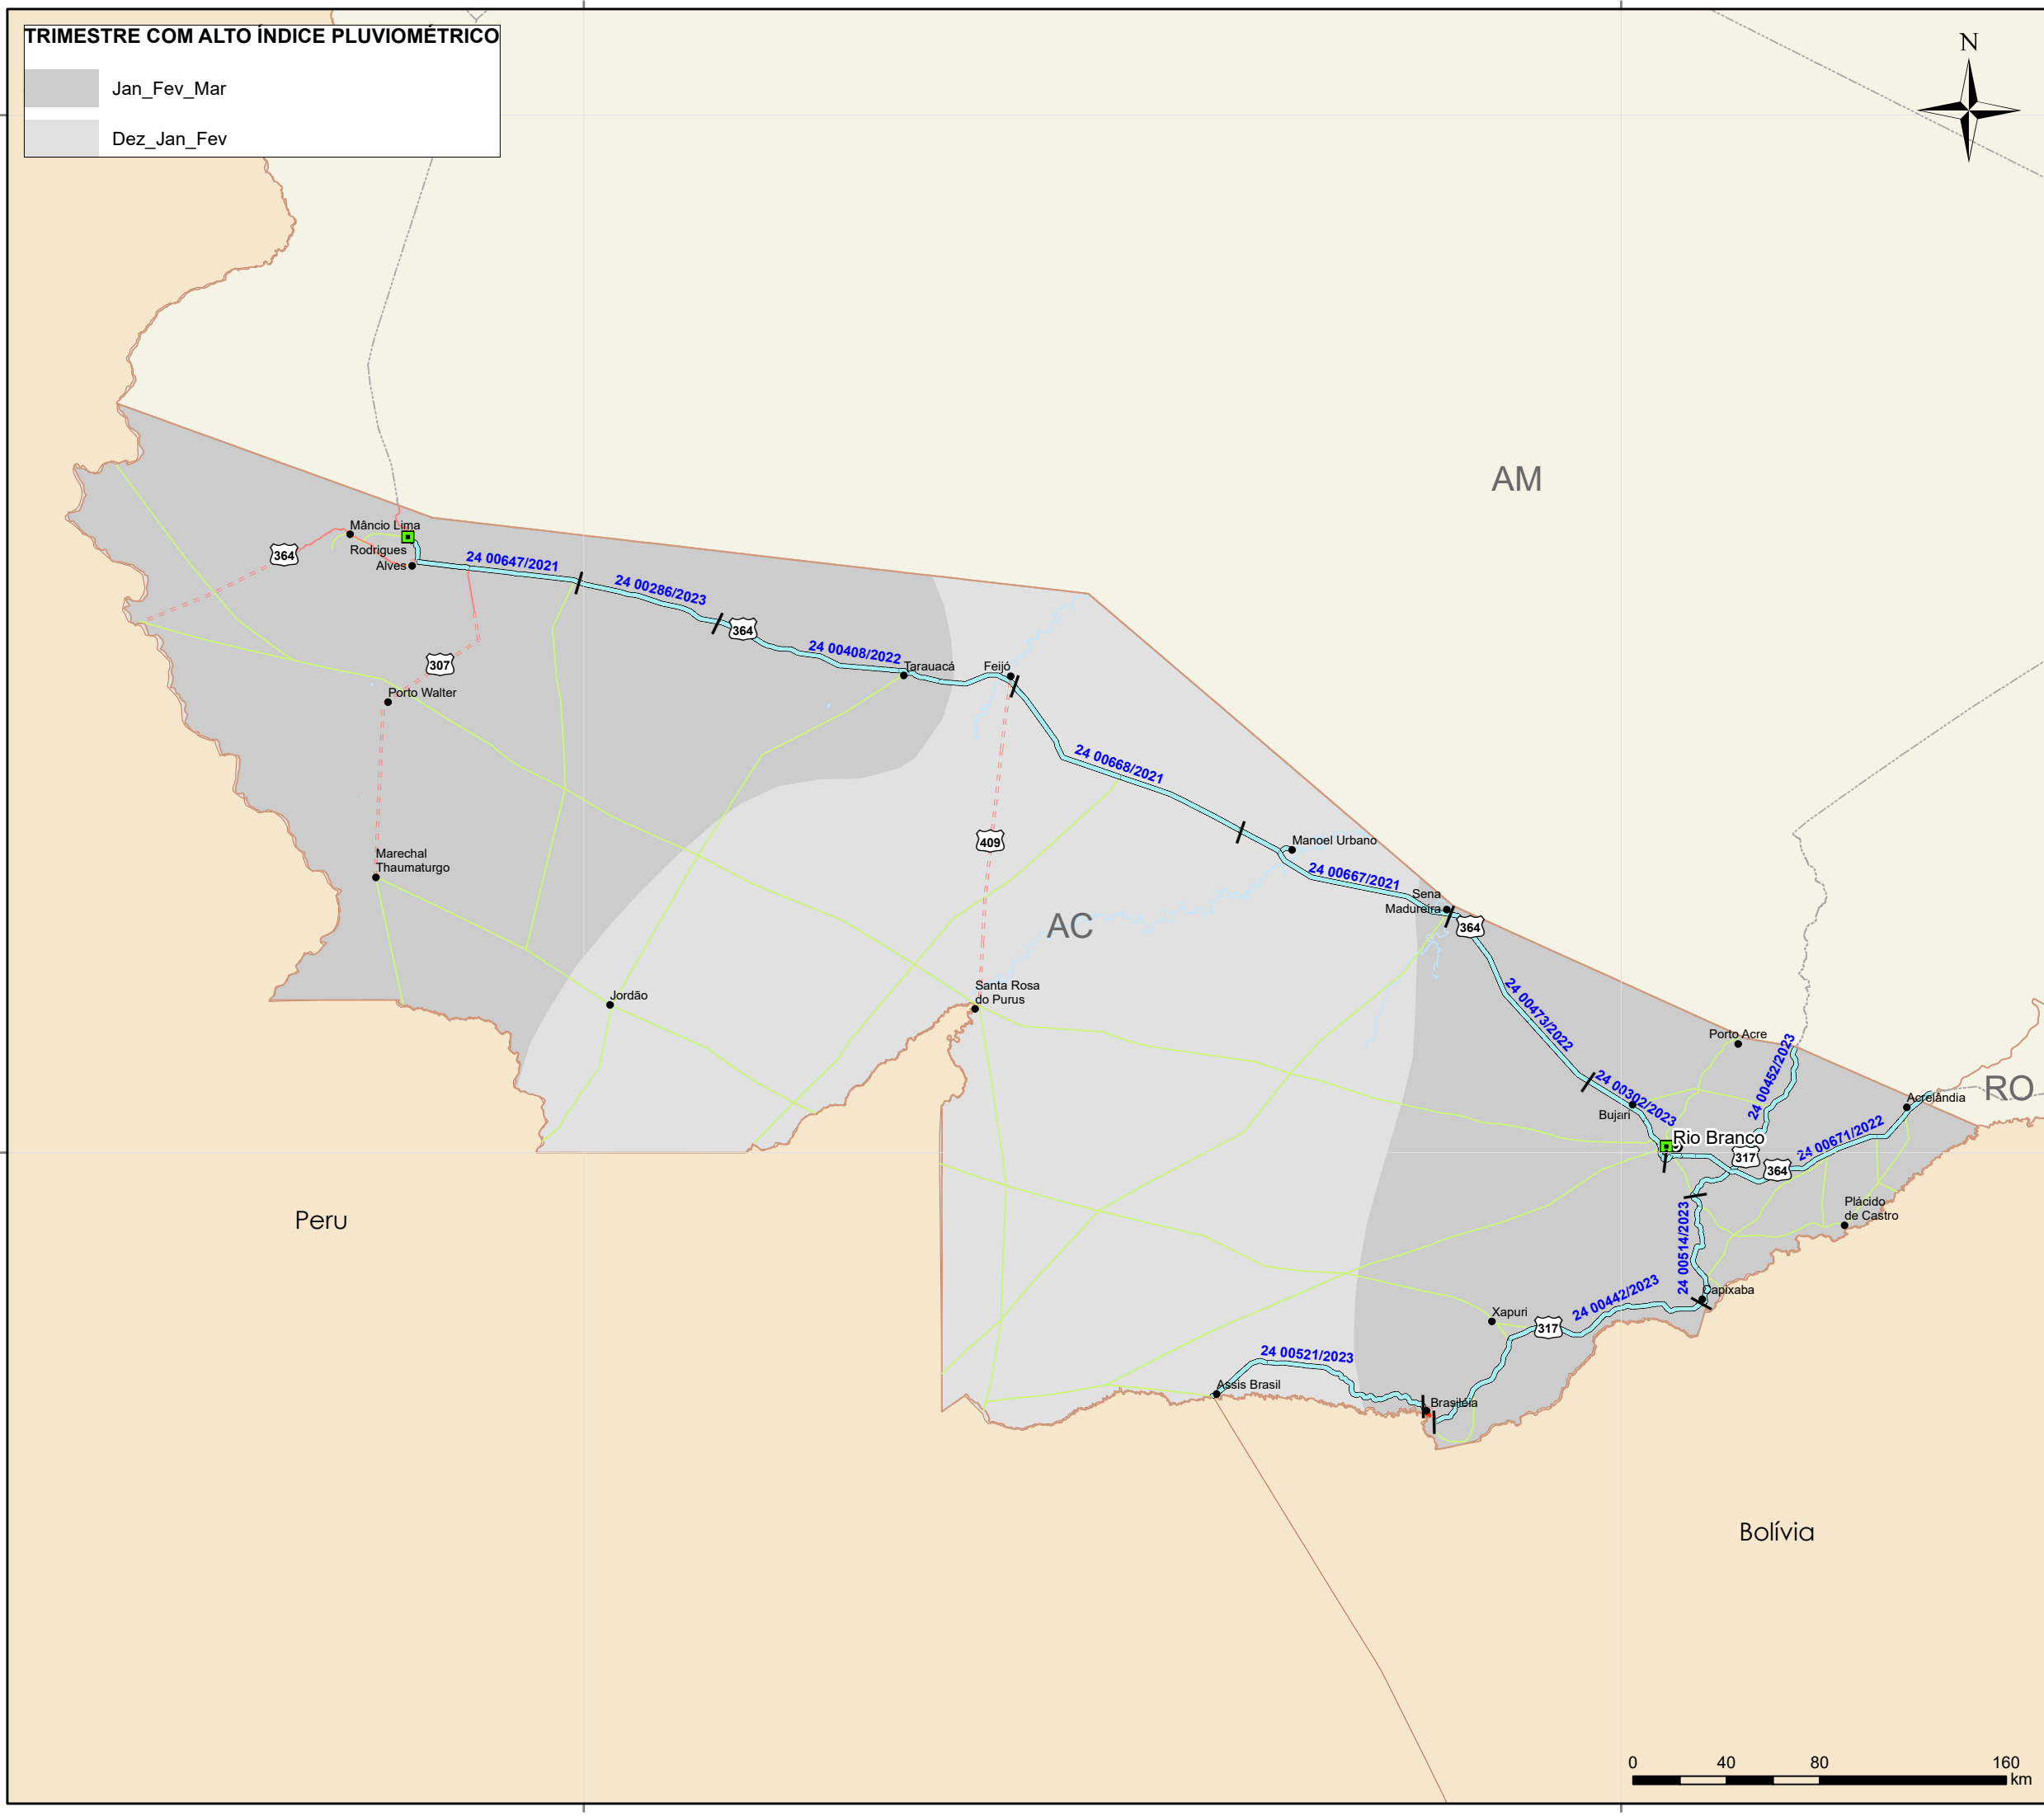 TRIMESTRE COM ALTO ÍNDICE PLUVIOMÉTRICO
Jan_Fev_Mar
Dez_Jan_Fev
N
AM
Mâncio Lima
364
Rodrigues
Alves
24 00647/2021
24 00286/2023
364
24 00408/2022
307
Tarauacá
Feijó
Porto Walter
24 00668/2021
409
Manoel Urbano
Marechal
Thaumaturgo
24 00667/2021
Sena
Madureira
AC
364
Santa Rosa
do Purus
Jordão
24 00473/2022
Porto Acre
24 00452/2023
RO
24 00302/2023
Acrelândia
Bujari
Rio Branco
24 00671/2022
317
364
Plácido
de Castro
Peru
24 00514/2023
Capixaba
24 00442/2023
Xapuri
317
24 00521/2023
Assis Brasil
Brasiléia
Bolívia
0 40 80 160
km